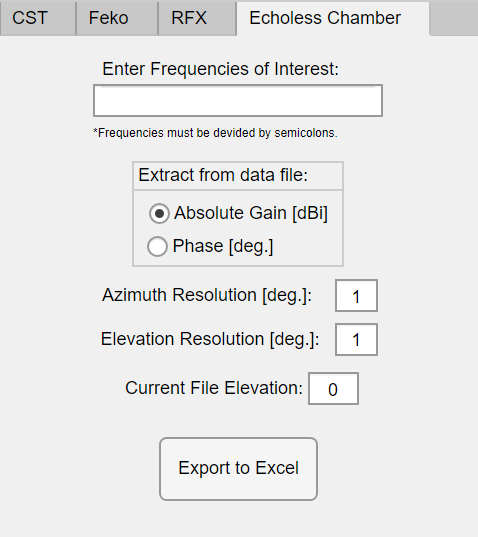 CST Feko RFX Echoless Chamber
Enter Frequencies of Interest:
*Frequencies must be devided by semicolons.
Extract from data file:
Absolute Gain [dBi]
Phase [deg.]
Azimuth Resolution [deg.]: 1
Elevation Resolution [deg.]: 1
Current File Elevation: 0
Export to Excel